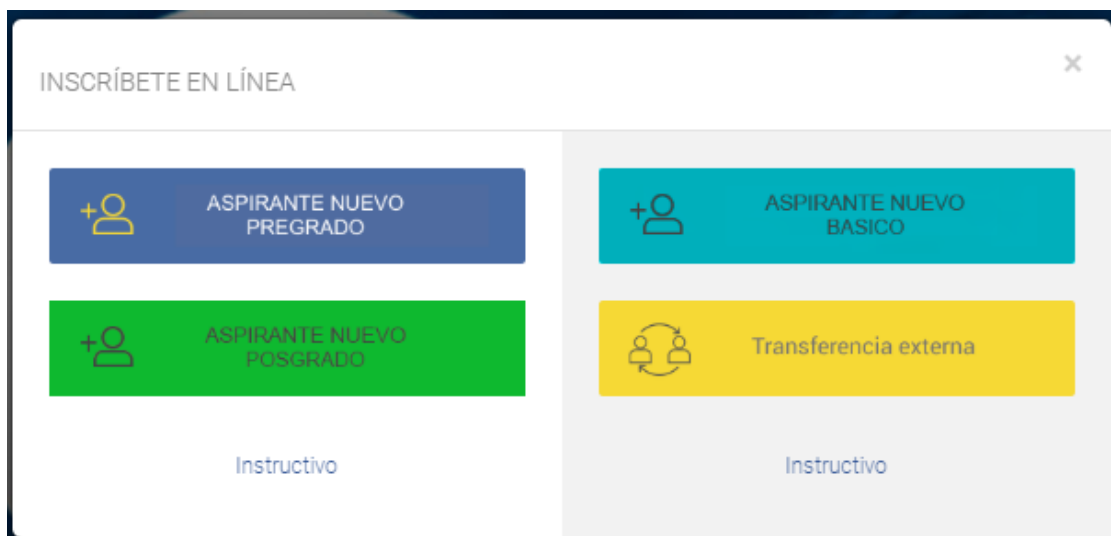 INSCRÍBETE EN LÍNEA
×
ASPIRANTE NUEVO
PREGRADO
ASPIRANTE NUEVO
BASICO
ASPIRANTE NUEVO
POSGRADO
Transferencia externa
Instructivo
Instructivo